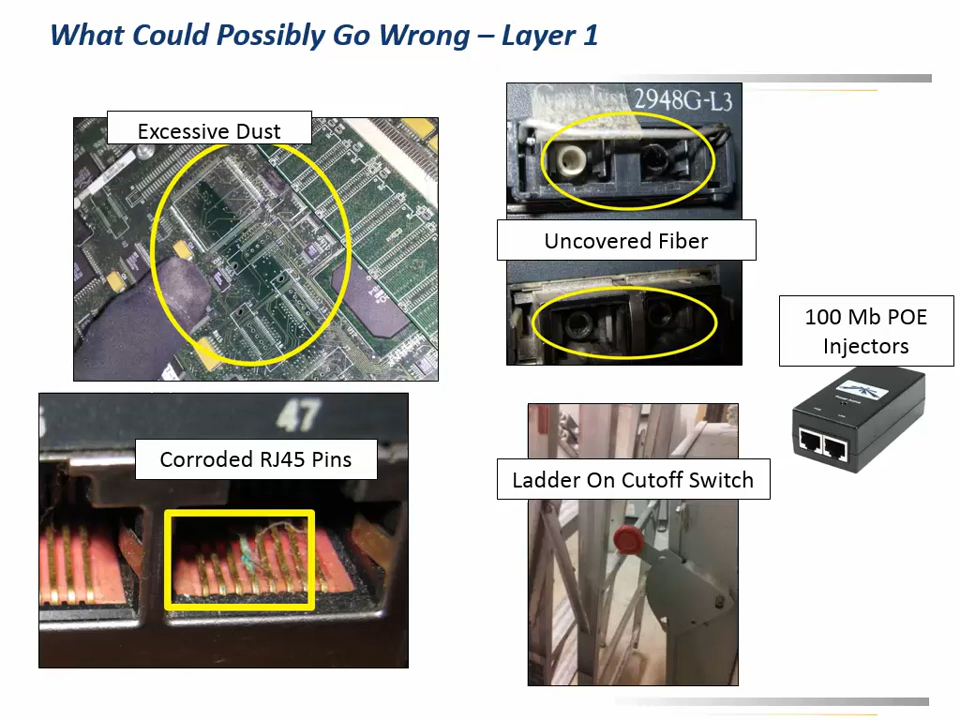 What Could Possibly Go Wrong – Layer 1
Excessive Dust
Catalyst 2948G-L3
Uncovered Fiber
100 Mb POE
Injectors
47
Corroded RJ45 Pins
Ladder On Cutoff Switch